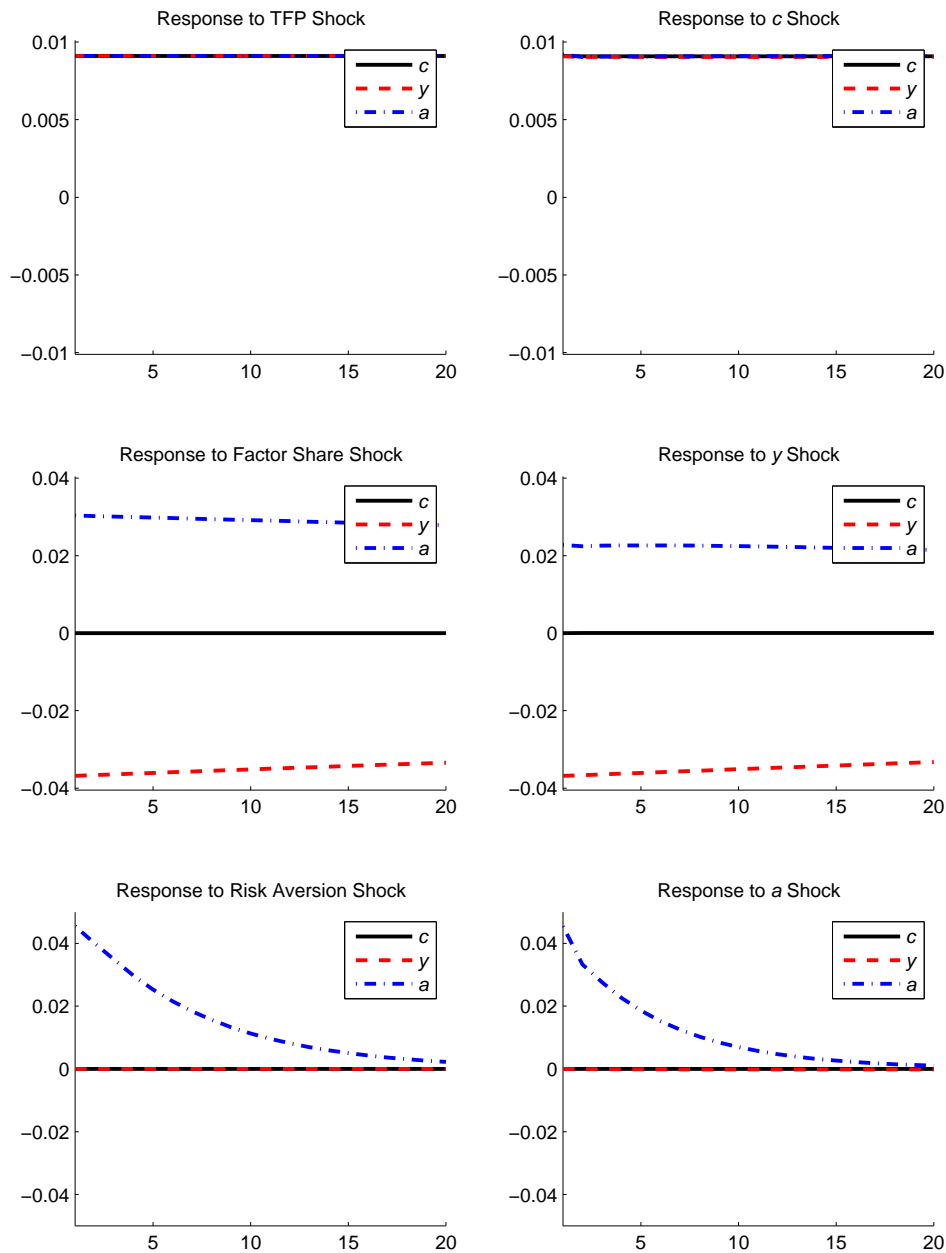 Response to TFP Shock
0.01
0.005
0
−0.005
−0.01
5 10 15 20
c
y
a
Response to c Shock
0.01
0.005
0
−0.005
−0.01
5 10 15 20
c
y
a
Response to Factor Share Shock
0.04
0.02
0
−0.02
−0.04
5 10 15 20
c
y
a
Response to y Shock
0.04
0.02
0
−0.02
−0.04
5 10 15 20
c
y
a
Response to Risk Aversion Shock
0.04
0.02
0
−0.02
−0.04
5 10 15 20
c
y
a
Response to a Shock
0.04
0.02
0
−0.02
−0.04
5 10 15 20
c
y
a